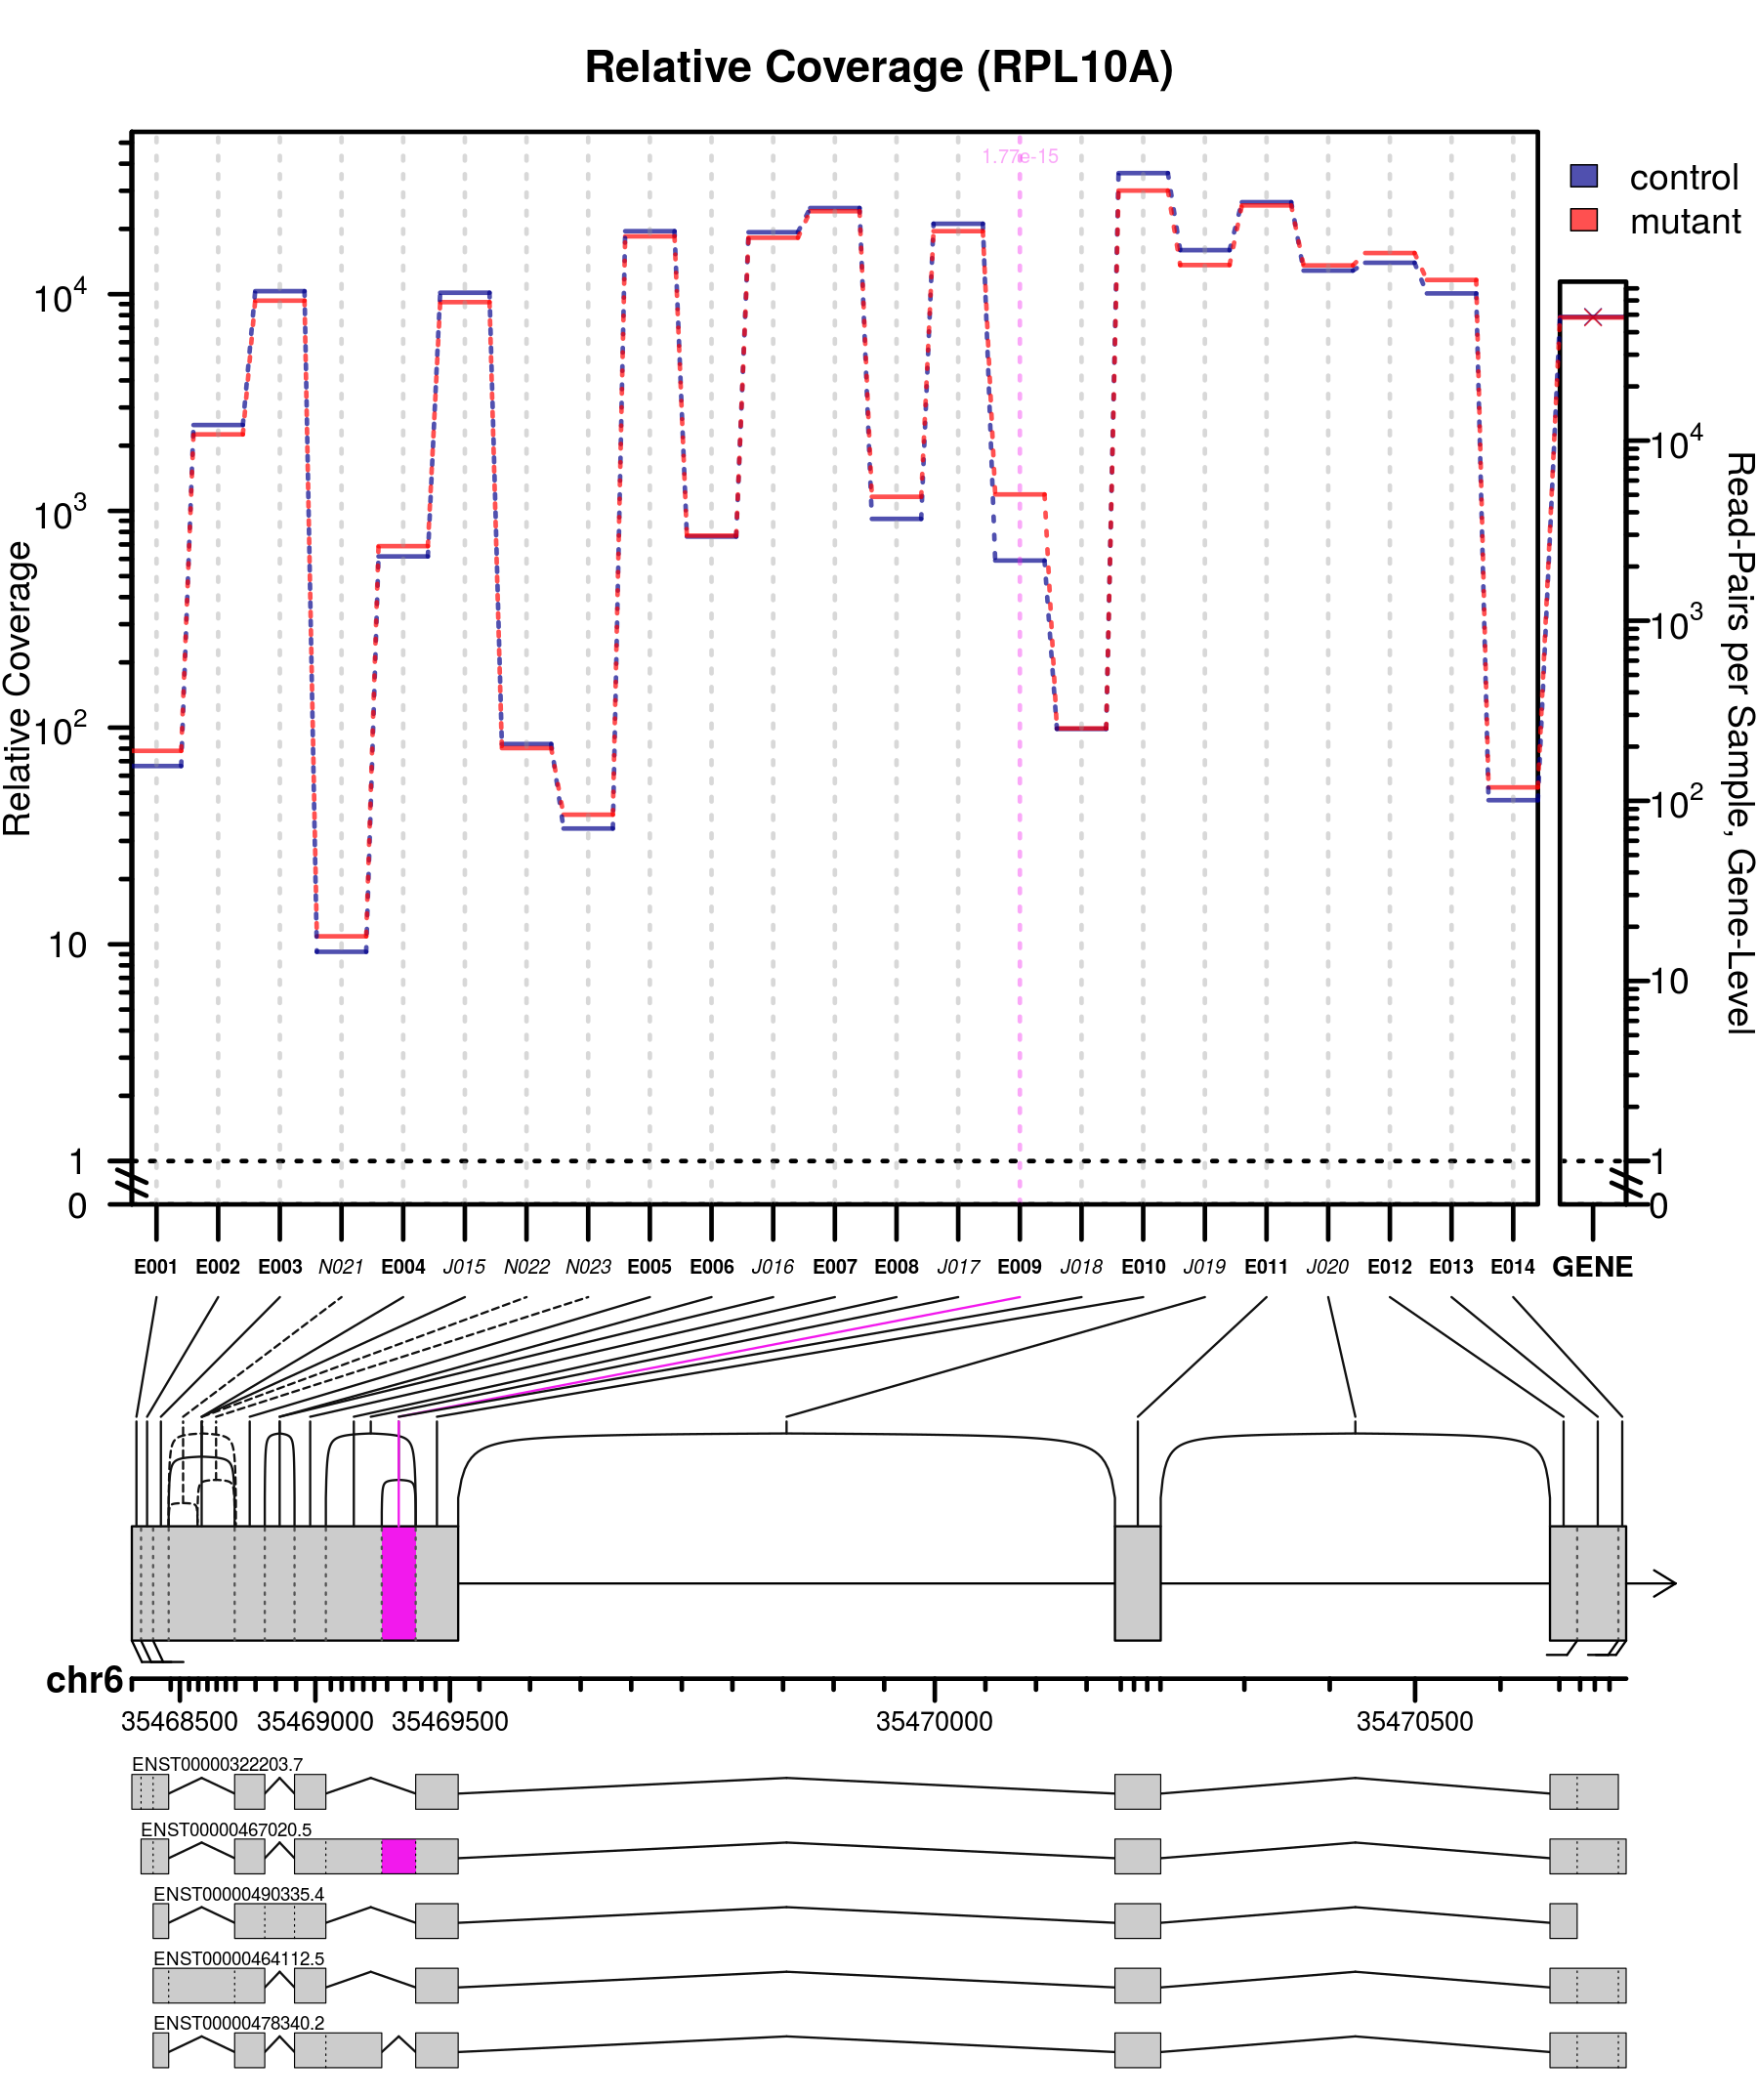 Relative Coverage (RPL10A)
1.77e-15
control
mutant
Relative Coverage
10^4
10^3
10^2
10
1
0
10^4
10^3
10^2
10
1
0
Read-Pairs per Sample, Gene-Level
E001 E002 E003 N021 E004 J015 N022 N023 E005 E006 J016 E007 E008 J017 E009 J018 E010 J019 E011 J020 E012 E013 E014 GENE
chr6
35468500 35469000 35469500 35470000 35470500
ENST00000322203.7
ENST00000467020.5
ENST00000490335.4
ENST00000464112.5
ENST00000478340.2